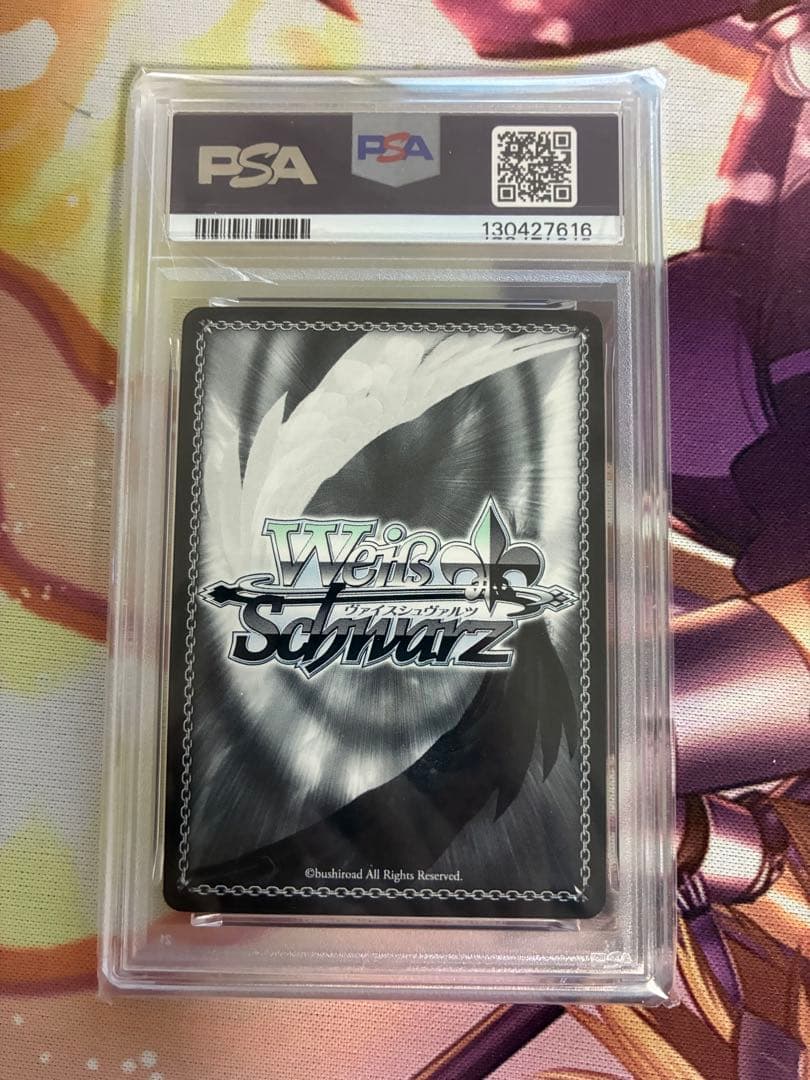 PSA
PSA
130427616
Weiß
ヴァイスシュヴァルツ
Schwarz
©bushiroad All Rights Reserved.